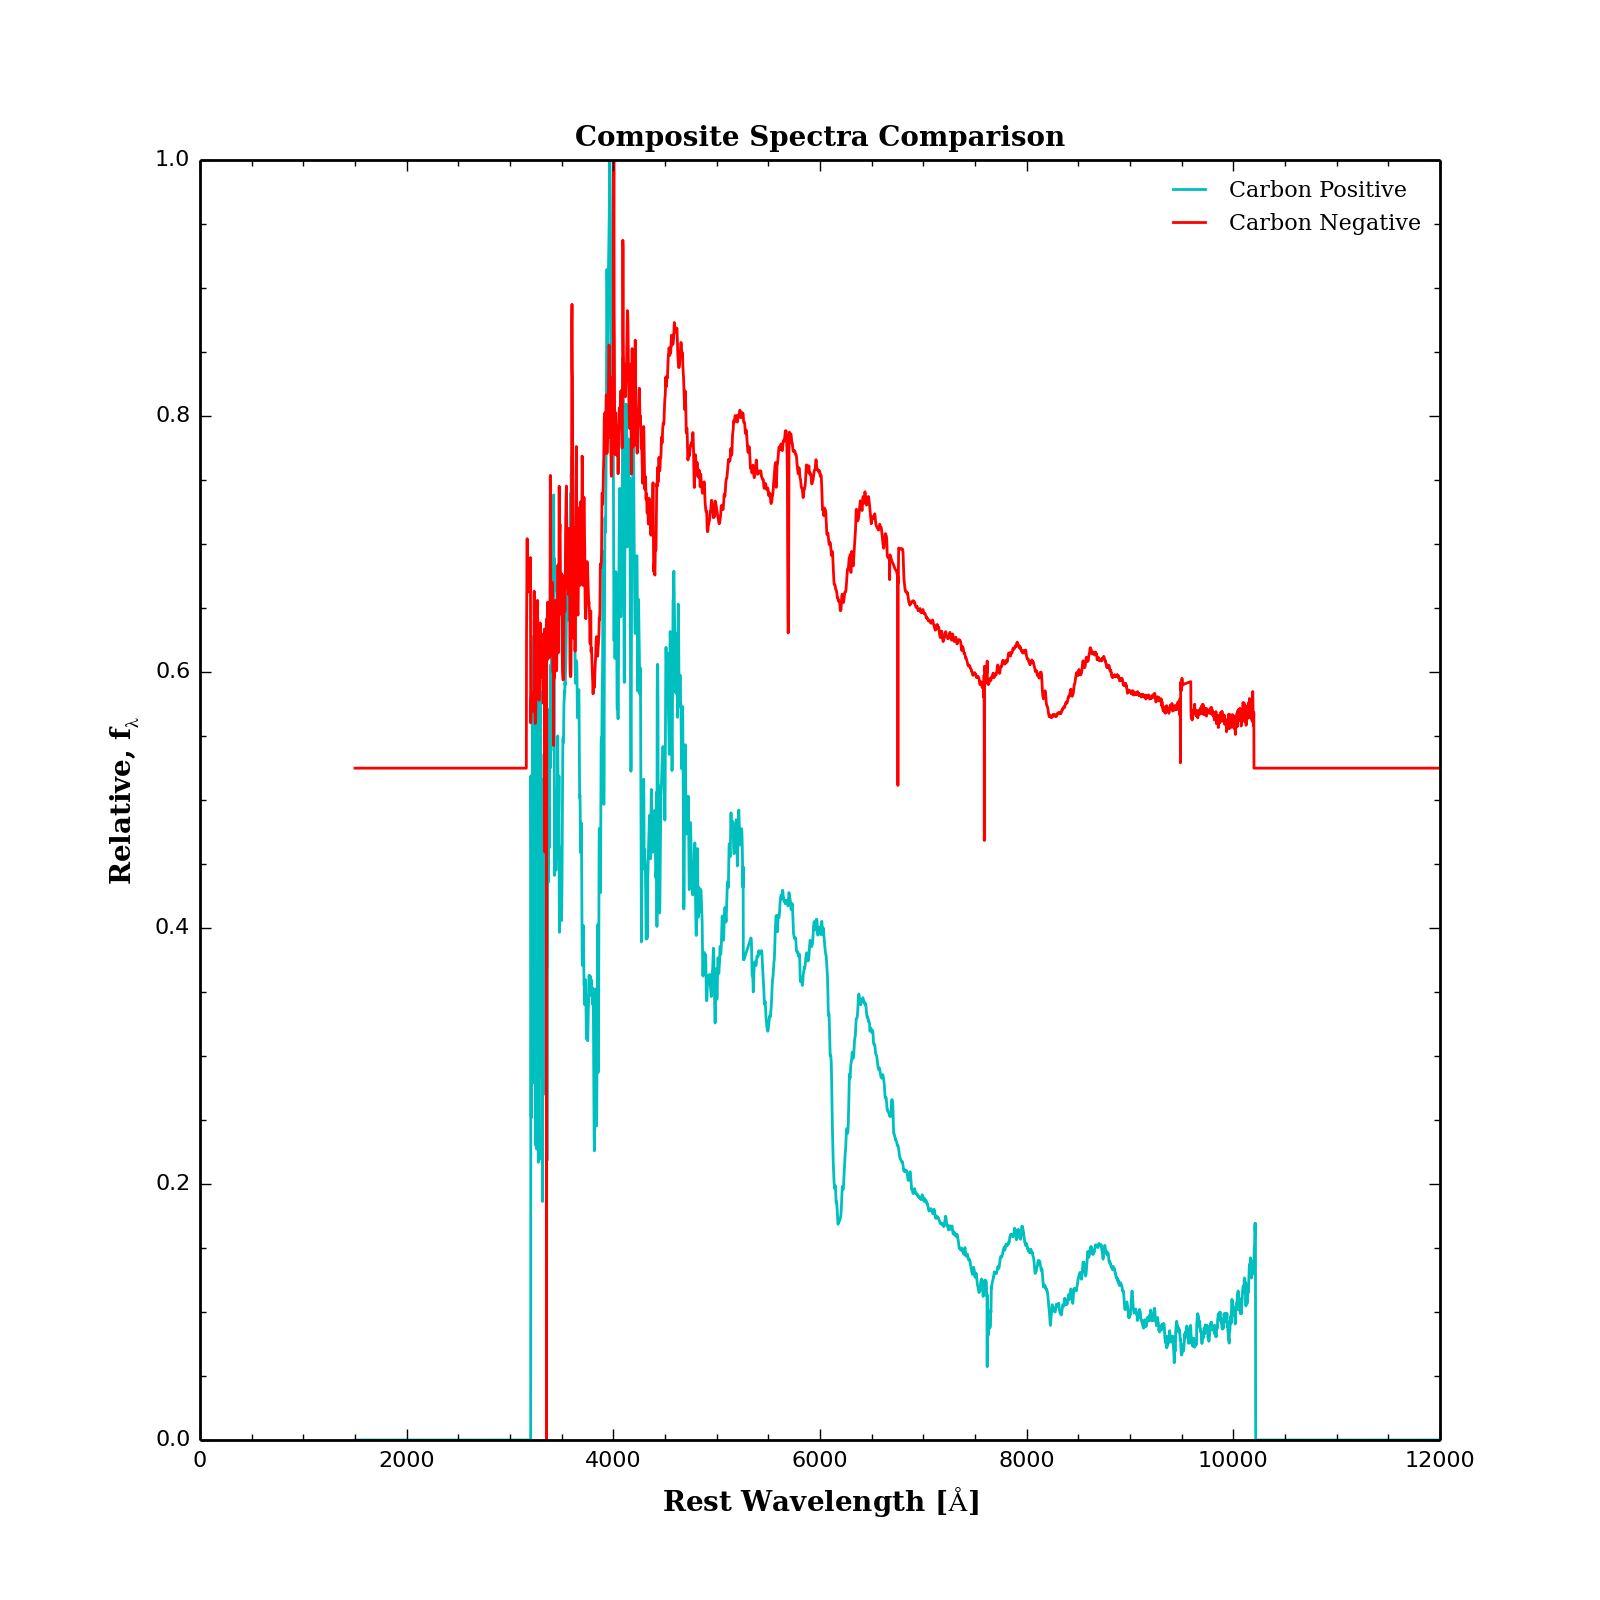 Composite Spectra Comparison
Carbon Positive
Carbon Negative
1.0
0.8
0.6
0.4
0.2
0.0
Relative, f_λ
0 2000 4000 6000 8000 10000 12000
Rest Wavelength [Å]